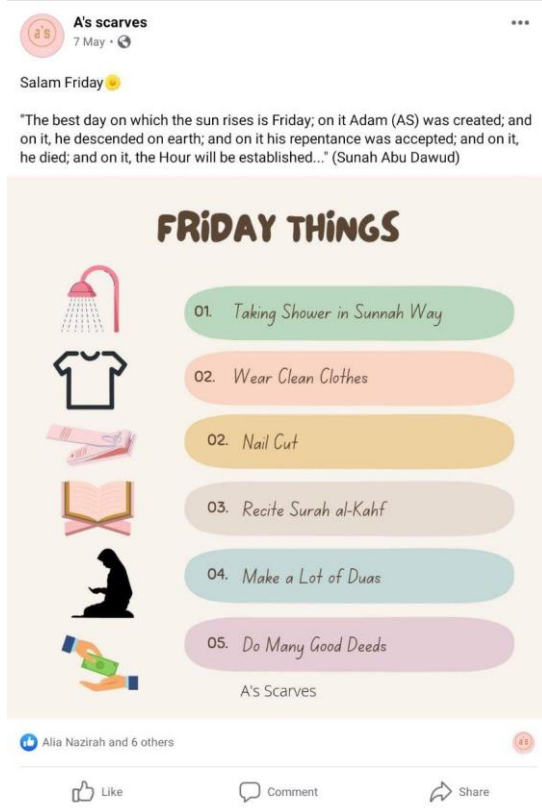 a's
A's scarves
7 May
Salam Friday
"The best day on which the sun rises is Friday; on it Adam (AS) was created; and
on it, he descended on earth; and on it his repentance was accepted; and on it,
he died; and on it, the Hour will be established..." (Sunah Abu Dawud)
FRiDAY THiNGS
01. Taking Shower in Sunnah Way
02. Wear Clean Clothes
02. Nail Cut
03. Recite Surah al-Kahf
04. Make a Lot of Duas
05. Do Many Good Deeds
A's Scarves
Alia Nazirah and 6 others
a's
Like Comment Share